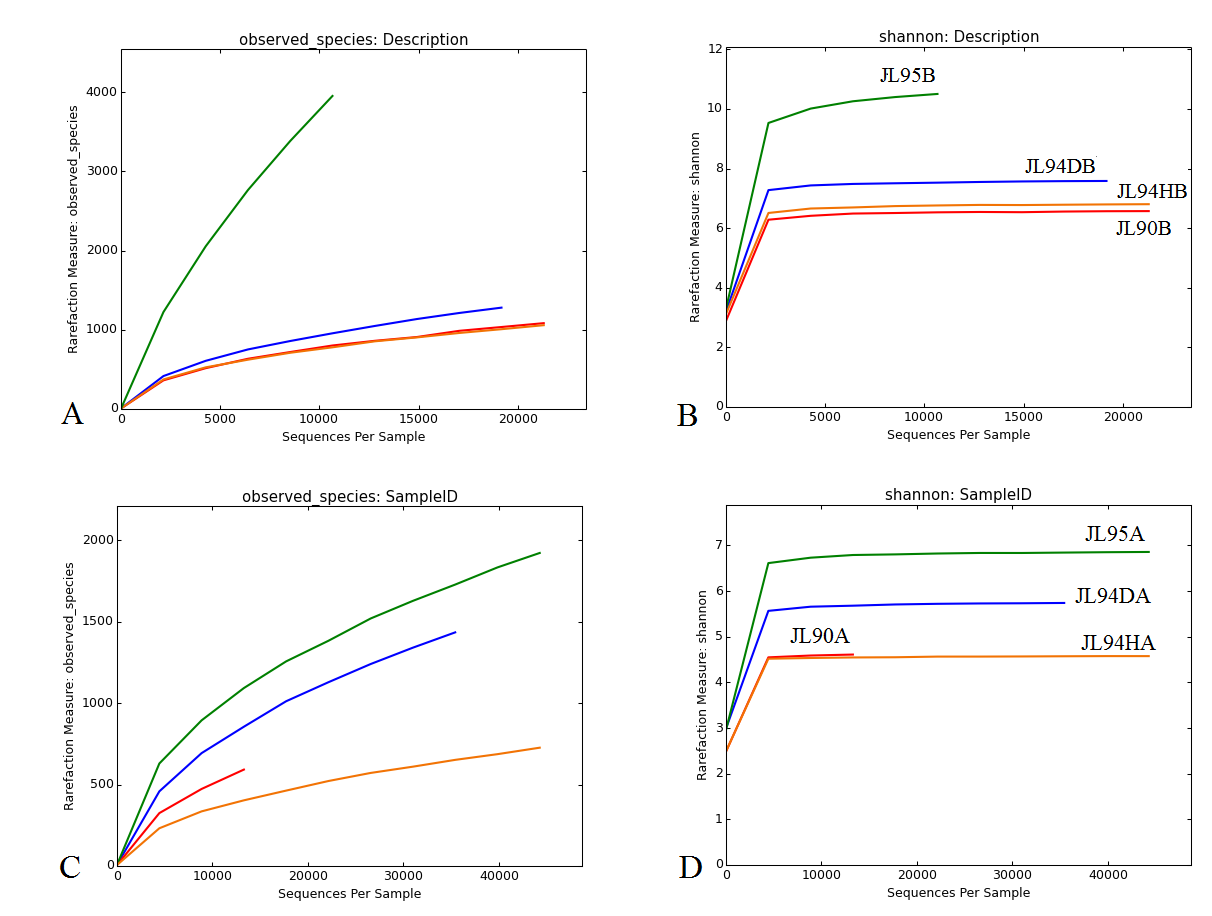 observed_species: Description
4000
3000
2000
1000
0
0 5000 10000 15000 20000
Rarefaction Measure: observed_species
Sequences Per Sample
A
shannon: Description
12
10
8
6
4
2
0
0 5000 10000 15000 20000
Rarefaction Measure: shannon
Sequences Per Sample
JL95B
JL94DB
JL94HB
JL90B
B
observed_species: SampleID
2000
1500
1000
500
0
0 10000 20000 30000 40000
Rarefaction Measure: observed_species
Sequences Per Sample
C
shannon: SampleID
7
6
5
4
3
2
1
0
0 10000 20000 30000 40000
Rarefaction Measure: shannon
Sequences Per Sample
JL95A
JL94DA
JL90A
JL94HA
D